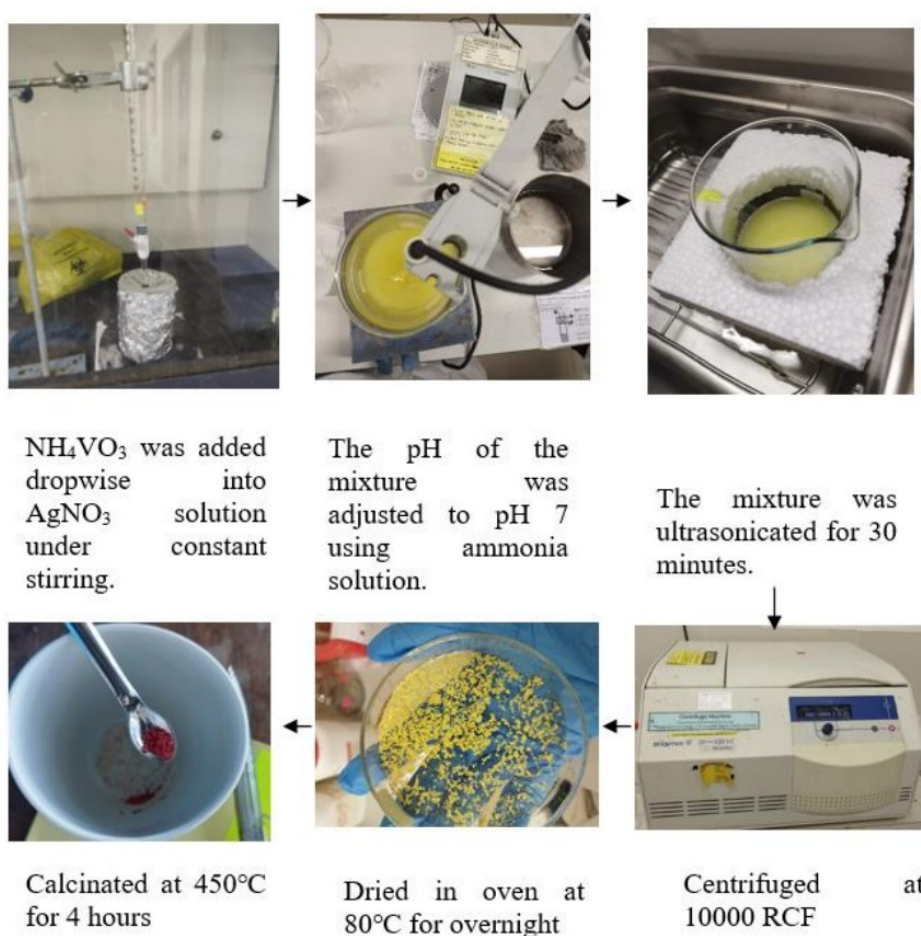 NH₄VO₃ was added
dropwise into
AgNO₃ solution
under constant
stirring.
The pH of the
mixture was
adjusted to pH 7
using ammonia
solution.
The mixture was
ultrasonicated for 30
minutes.
Centrifuge Machine
Centrifuged at
10000 RCF
Dried in oven at
80°C for overnight
Calcinated at 450°C
for 4 hours